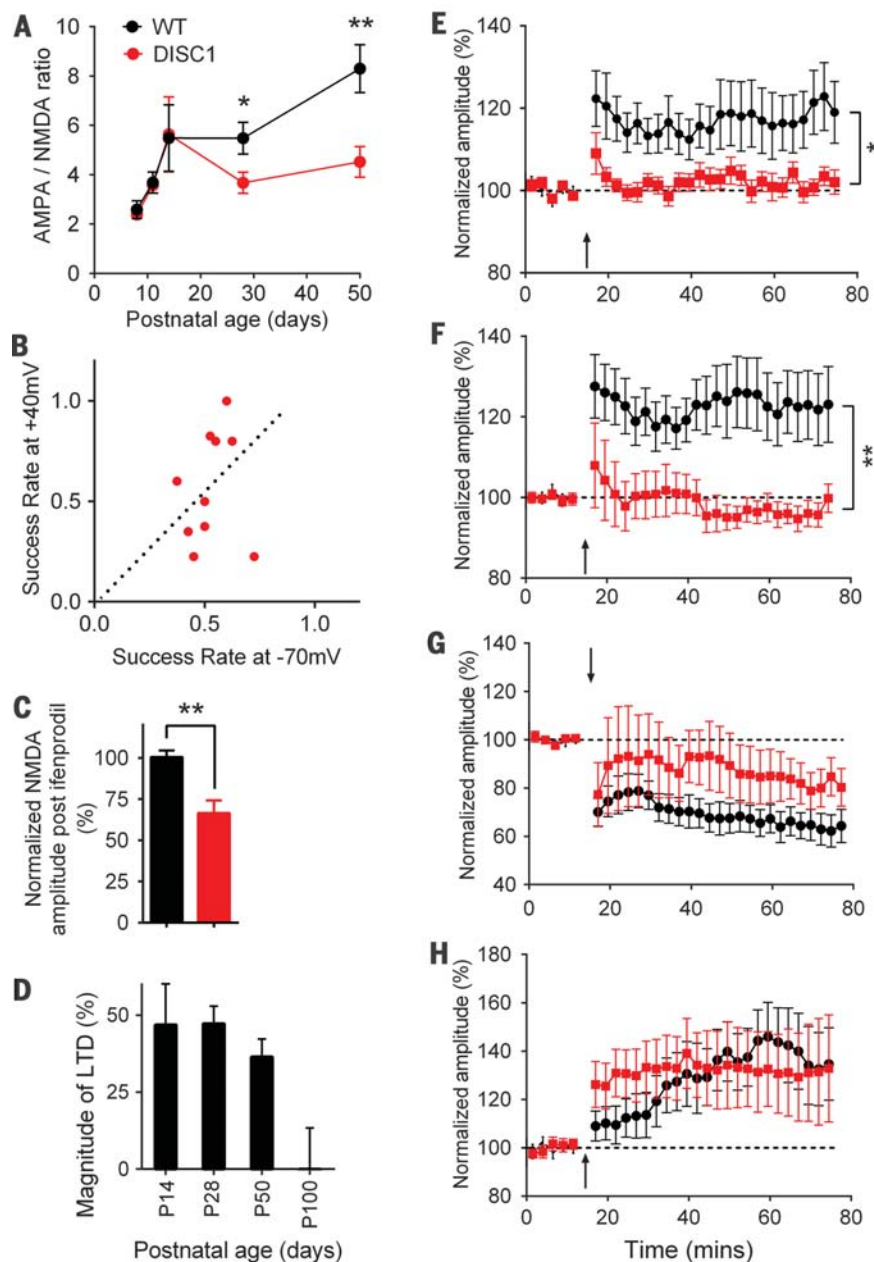 A
WT
DISC1
AMPA / NMDA ratio
10
8
6
4
2
0
*
**
0 10 20 30 40 50
Postnatal age (days)
B
Success Rate at +40mV
1.0
0.5
0.0
0.0 0.5 1.0
Success Rate at -70mV
C
Normalized NMDA
amplitude post ifenprodil
(%)
100
75
50
25
0
**
D
Magnitude of LTD (%)
50
25
0
P14 P28 P50 P100
Postnatal age (days)
E
Normalized amplitude (%)
140
120
100
80
*
0 20 40 60 80
F
Normalized amplitude (%)
140
120
100
80
**
0 20 40 60 80
G
Normalized amplitude (%)
140
120
100
80
60
40
0 20 40 60 80
H
Normalized amplitude (%)
180
160
140
120
100
80
0 20 40 60 80
Time (mins)